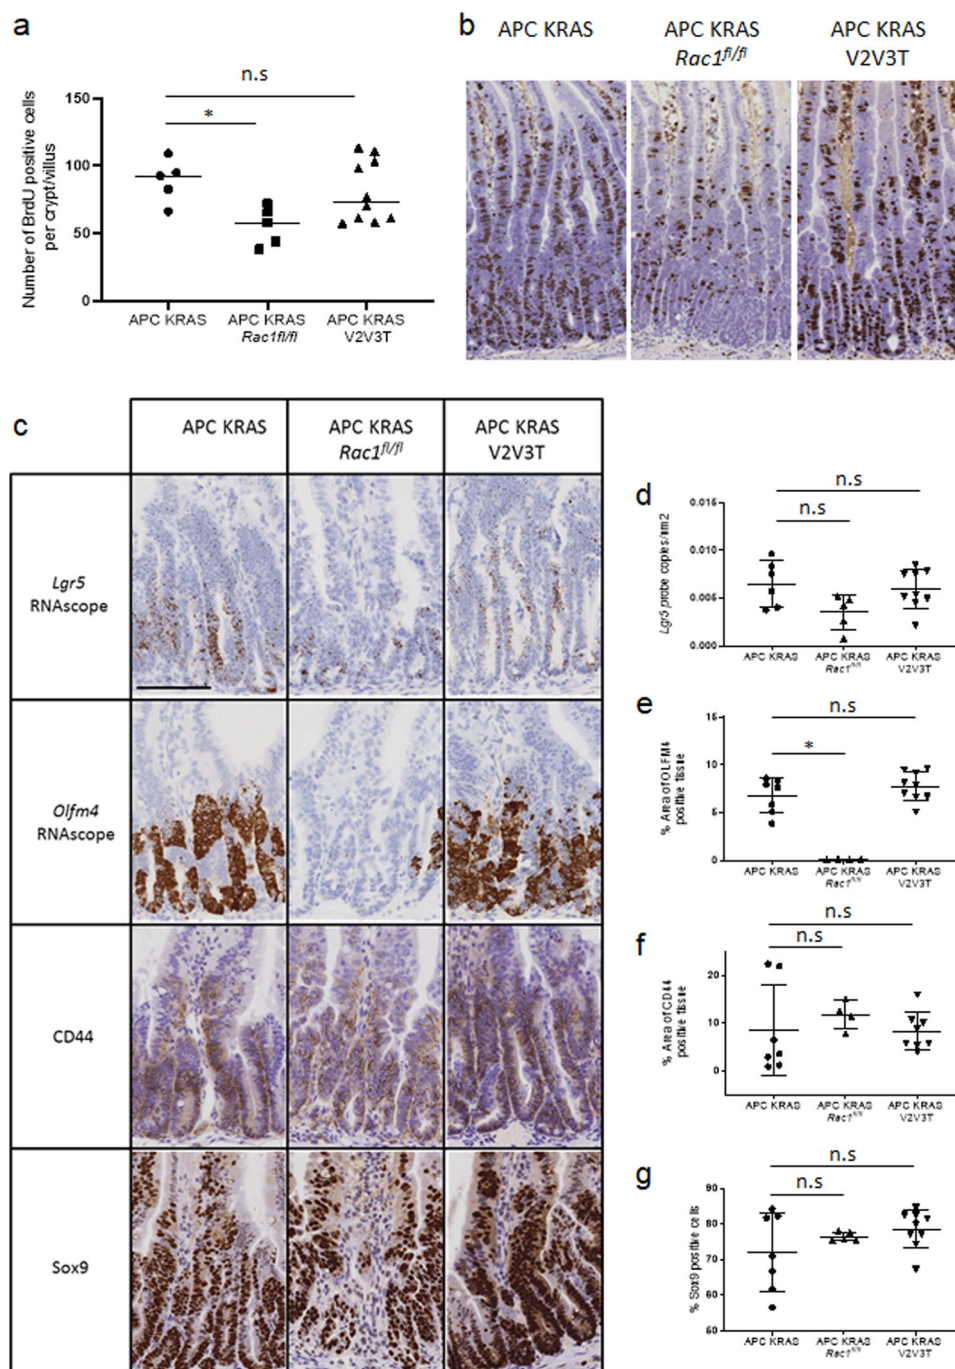 a
n.s
*
150
100
50
0
Number of BrdU positive cells
per crypt/villus
APC KRAS
APC KRAS
Rac1fl/fl
APC KRAS
V2V3T
b
APC KRAS
APC KRAS
Rac1fl/fl
APC KRAS
V2V3T
c
APC KRAS
APC KRAS
Rac1fl/fl
APC KRAS
V2V3T
Lgr5
RNAscope
Olfm4
RNAscope
CD44
Sox9
d
n.s
n.s
0.015
0.010
0.005
0.000
Lgr5 probe copies/nm2
APC KRAS
APC KRAS
Rac1fl/fl
APC KRAS
V2V3T
e
n.s
*
15
10
5
0
% Area of OLFM4
positive tissue
APC KRAS
APC KRAS
Rac1fl/fl
APC KRAS
V2V3T
f
n.s
n.s
20
10
0
% Area of CD44
positive tissue
APC KRAS
APC KRAS
Rac1fl/fl
APC KRAS
V2V3T
g
n.s
n.s
90
80
70
60
% Sox9 positive cells
APC KRAS
APC KRAS
Rac1fl/fl
APC KRAS
V2V3T